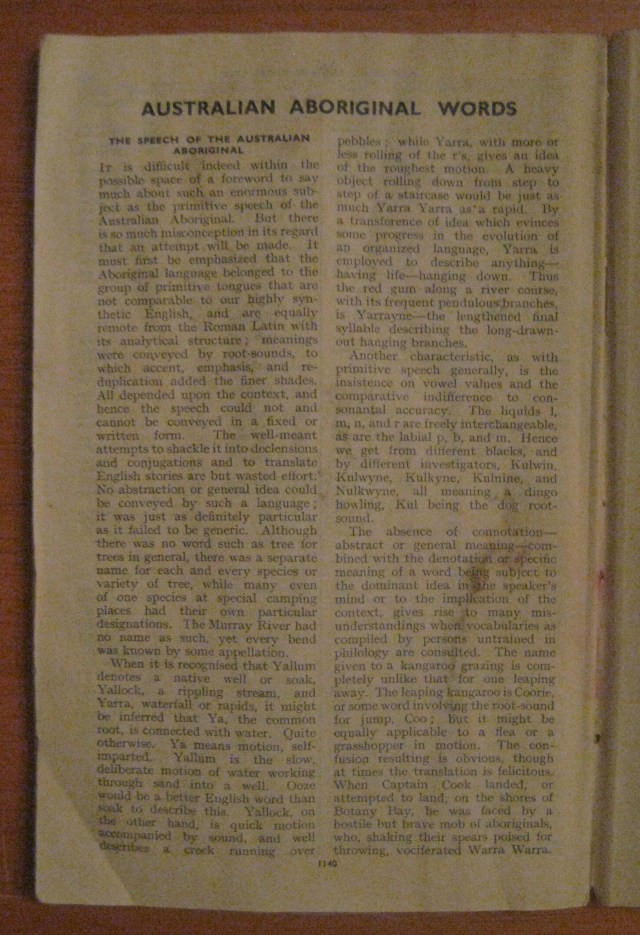 AUSTRALIAN ABORIGINAL WORDS
THE SPEECH OF THE AUSTRALIAN
ABORIGINAL
It is difficult indeed within the
possible space of a foreword to say
much about such an enormous sub-
ject as the primitive speech of the
Australian Aboriginal. But there
is so much misconception in its regard
that an attempt will be made. It
must first be emphasized that the
Aboriginal language belonged to the
group of primitive tongues that are
not comparable to our highly syn-
thetic English, and are equally
remote from the Roman Latin with
its analytical structure; meanings
were conveyed by root-sounds, to
which accent, emphasis, and re-
duplication added the finer shades.
All depended upon the context, and
hence the speech could not and
cannot be conveyed in a fixed or
written form. The well-meant
attempts to shackle it into declensions
and conjugations and to translate
English stories are but wasted effort.
No abstraction or general idea could
be conveyed by such a language;
it was just as definitely particular
as it failed to be generic. Although
there was no word such as tree for
trees in general, there was a separate
name for each and every species or
variety of tree, while many even
of one species at special camping
places had their own particular
designations. The Murray River had
no name as such, yet every bend
was known by some appellation.
When it is recognised that Yallum
denotes a native well or soak,
Yallock, a rippling stream, and
Yarra, waterfall or rapids, it might
be inferred that Ya, the common
root, is connected with water. Quite
otherwise. Ya means motion, self-
imparted. Yallum is the slow,
deliberate motion of water working
through sand into a well. Ooze
would be a better English word than
soak to describe this. Yallock, on
the other hand, is quick motion
accompanied by sound, and well
describes a creek running over
pebbles; while Yarra, with more or
less rolling of the r's, gives an idea
of the roughest motion. A heavy
object rolling down from step to
step of a staircase would be just as
much Yarra Yarra as a rapid. By
a transference of idea which evinces
some progress in the evolution of
an organized language, Yarra is
employed to describe anything—
having life—hanging down. Thus
the red gum along a river course,
with its frequent pendulous branches,
is Yarrayne—the lengthened final
syllable describing the long-drawn-
out hanging branches.
Another characteristic, as with
primitive speech generally, is the
insistence on vowel values and the
comparative indifference to con-
sonantal accuracy. The liquids l,
m, n, and r are freely interchangeable,
as are the labial p, b, and m. Hence
we get from different blacks, and
by different investigators, Kulwin,
Kulwyne, Kulkyne, Kulnine, and
Nulkwyne, all meaning a dingo
howling, Kul being the dog root-
sound.
The absence of connotation—
abstract or general meaning—com-
bined with the denotation or specific
meaning of a word being subject to
the dominant idea in the speaker's
mind or to the implication of the
context, gives rise to many mis-
understandings when vocabularies as
compiled by persons untrained in
philology are consulted. The name
given to a kangaroo grazing is com-
pletely unlike that for one leaping
away. The leaping kangaroo is Coorie,
or some word involving the root-sound
for jump, Coo; but it might be
equally applicable to a flea or a
grasshopper in motion. The con-
fusion resulting is obvious, though
at times the translation is felicitous.
When Captain Cook landed, or
attempted to land, on the shores of
Botany Bay, he was faced by a
hostile but brave mob of aboriginals,
who, shaking their spears poised for
throwing, vociferated Warra Warra.
1140